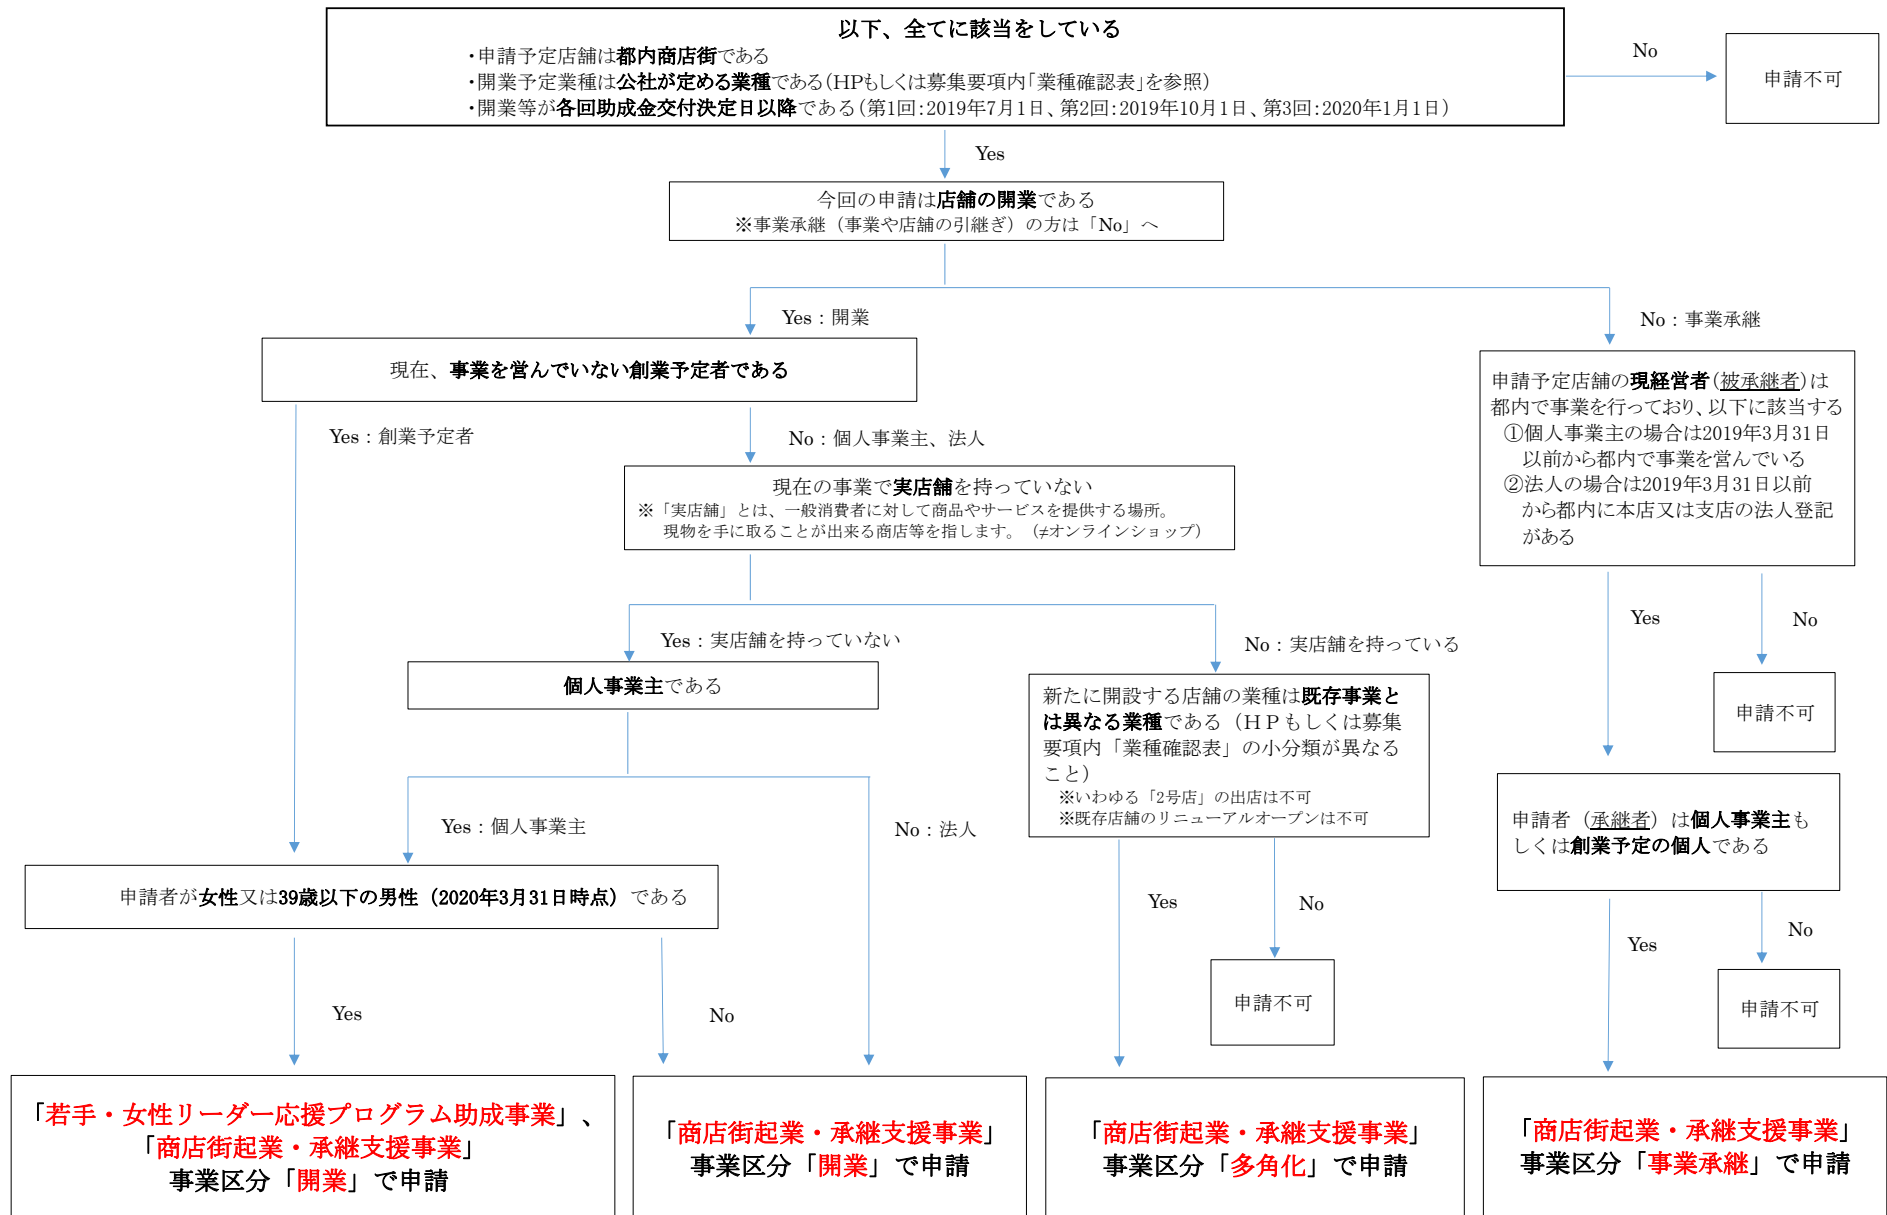 以下、全てに該当をしている
・申請予定店舗は都内商店街である
・開業予定業種は公社が定める業種である（HPもしくは募集要項内「業種確認表」を参照）
・開業等が各回助成金交付決定日以降である（第1回：2019年7月1日、第2回：2019年10月1日、第3回：2020年1月1日）
No
申請不可
Yes
今回の申請は店舗の開業である
※事業承継（事業や店舗の引継ぎ）の方は「No」へ
Yes：開業
No：事業承継
現在、事業を営んでいない創業予定者である
Yes：創業予定者
No：個人事業主、法人
現在の事業で実店舗を持っていない
※「実店舗」とは、一般消費者に対して商品やサービスを提供する場所。
現物を手に取ることが出来る商店等を指します。（≠オンラインショップ）
Yes：実店舗を持っていない
No：実店舗を持っている
個人事業主である
Yes：個人事業主
No：法人
申請者が女性又は39歳以下の男性（2020年3月31日時点）である
Yes
No
新たに開設する店舗の業種は既存事業と
は異なる業種である（ＨＰもしくは募集
要項内「業種確認表」の小分類が異なる
こと）
※いわゆる「2号店」の出店は不可
※既存店舗のリニューアルオープンは不可
Yes
No
申請不可
申請予定店舗の現経営者（被承継者）は
都内で事業を行っており、以下に該当する
①個人事業主の場合は2019年3月31日
以前から都内で事業を営んでいる
②法人の場合は2019年3月31日以前
から都内に本店又は支店の法人登記
がある
Yes
No
申請不可
申請者（承継者）は個人事業主も
しくは創業予定の個人である
Yes
No
申請不可
「若手・女性リーダー応援プログラム助成事業」、
「商店街起業・承継支援事業」
事業区分「開業」で申請
「商店街起業・承継支援事業」
事業区分「開業」で申請
「商店街起業・承継支援事業」
事業区分「多角化」で申請
「商店街起業・承継支援事業」
事業区分「事業承継」で申請